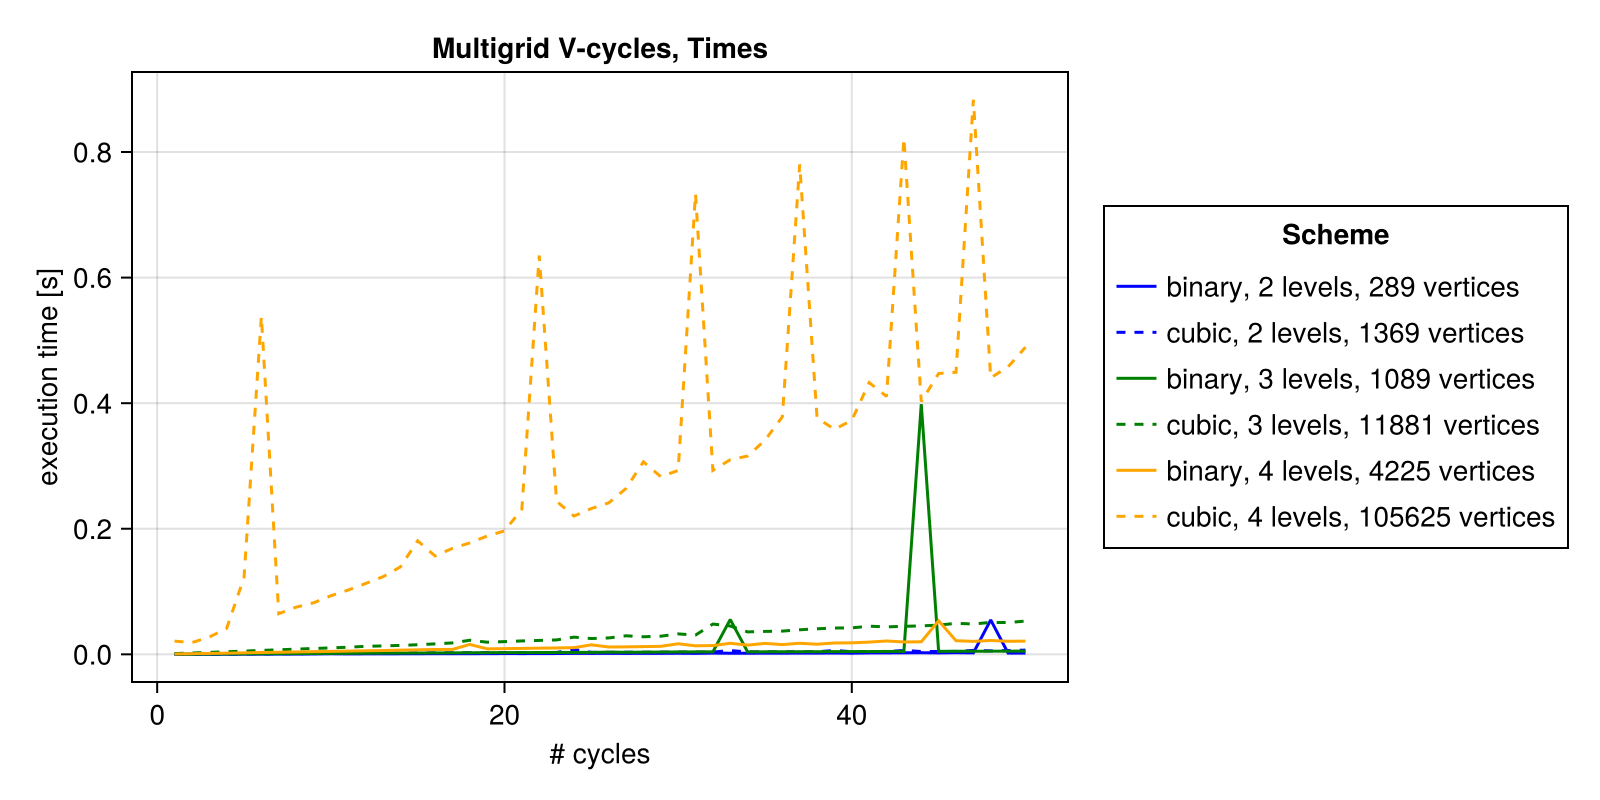 Multigrid V-cycles, Times
execution time [s]
0.8
0.6
0.4
0.2
0.0
0
20
40
# cycles
Scheme
binary, 2 levels, 289 vertices
cubic, 2 levels, 1369 vertices
binary, 3 levels, 1089 vertices
cubic, 3 levels, 11881 vertices
binary, 4 levels, 4225 vertices
cubic, 4 levels, 105625 vertices